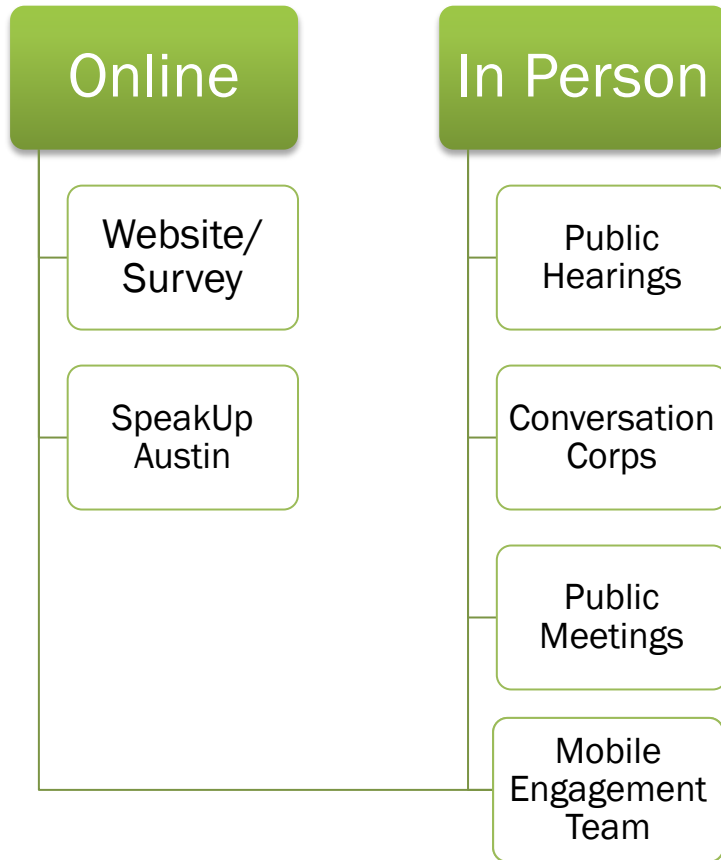 Online
Website/
Survey
SpeakUp
Austin
In Person
Public
Hearings
Conversation
Corps
Public
Meetings
Mobile
Engagement
Team